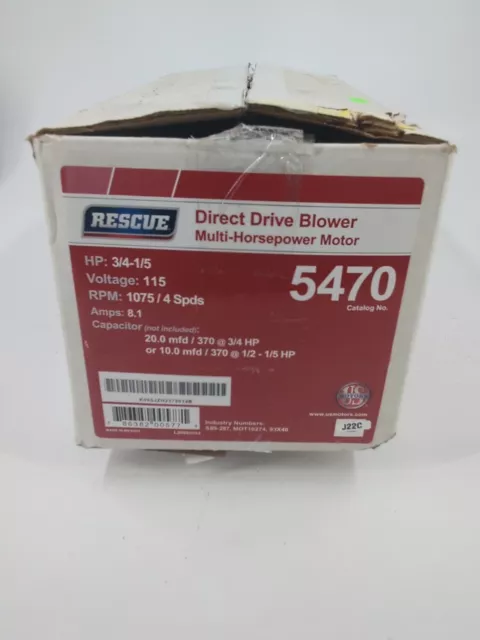 RESCUE
Direct Drive Blower
Multi-Horsepower Motor
HP: 3/4-1/5
Voltage: 115
RPM: 1075 / 4 Spds
Amps: 8.1
Capacitor (not included):
20.0 mfd / 370 @ 3/4 HP
or 10.0 mfd / 370 @ 1/2 - 1/5 HP
5470
Catalog No.
Industry Numbers:
www.usmotors.com
J22C